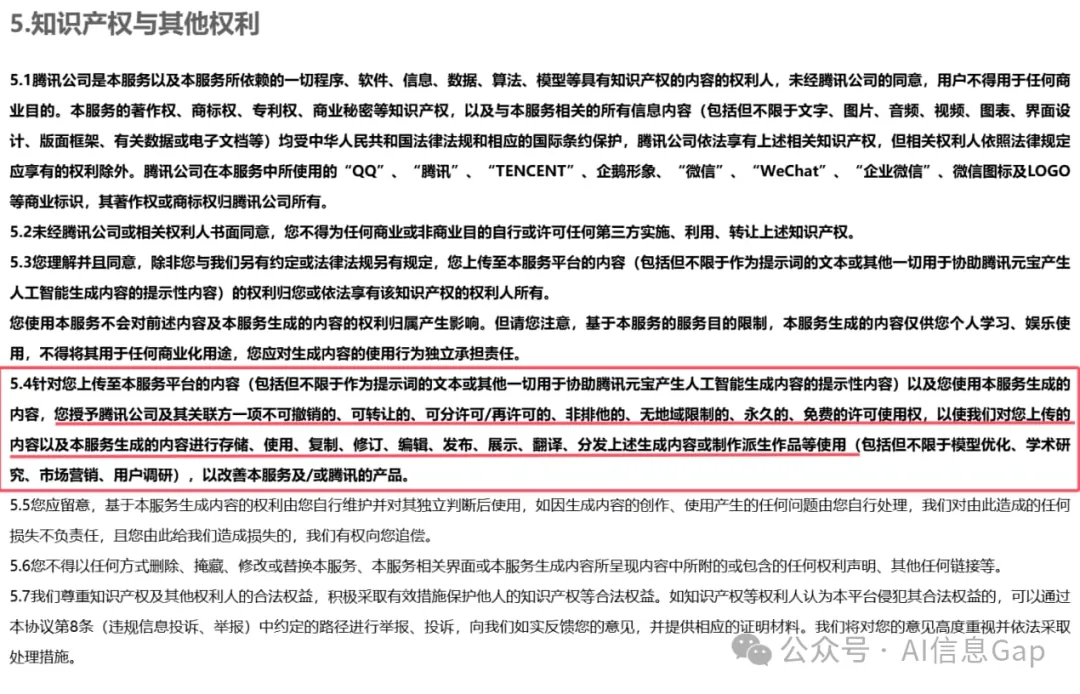 5.知识产权与其他权利
5.1腾讯公司是本服务以及本服务所依赖的一切程序、软件、信息、数据、算法、模型等具有知识产权的内容的权利人，未经腾讯公司的同意，用户不得用于任何商
业目的。本服务的著作权、商标权、专利权、商业秘密等知识产权，以及与本服务相关的所有信息内容（包括但不限于文字、图片、音频、视频、图表、界面设
计、版面框架、有关数据或电子文档等）均受中华人民共和国法律法规和相应的国际条约保护，腾讯公司依法享有上述相关知识产权，但相关权利人依照法律规定
应享有的权利除外。腾讯公司在本服务中所使用的“QQ”、“腾讯”、“TENCENT”、企鹅形象、“微信”、“WeChat”、“企业微信”、微信图标及LOGO
等商业标识，其著作权或商标权归腾讯公司所有。
5.2未经腾讯公司或相关权利人书面同意，您不得为任何商业或非商业目的自行或许可任何第三方实施、利用、转让上述知识产权。
5.3您理解并且同意，除非您与我们另有约定或法律法规另有规定，您上传至本服务平台的内容（包括但不限于作为提示词的文本或其他一切用于协助腾讯元宝产生
人工智能生成内容的提示性内容）的权利归您或依法享有该知识产权的权利人所有。
您使用本服务不会对前述内容及本服务生成的内容的权利归属产生影响。但请您注意，基于本服务的服务目的限制，本服务生成的内容仅供您个人学习、娱乐使
用，不得将其用于任何商业化用途，您应对生成内容的使用行为独立承担责任。
5.4针对您上传至本服务平台的内容（包括但不限于作为提示词的文本或其他一切用于协助腾讯元宝产生人工智能生成内容的提示性内容）以及您使用本服务生成的
内容，您授予腾讯公司及其关联方一项不可撤销的、可转让的、可分许可/再许可的、非排他的、无地域限制的、永久的、免费的许可使用权，以使我们对您上传的
内容以及本服务生成的内容进行存储、使用、复制、修订、编辑、发布、展示、翻译、分发上述生成内容或制作派生作品等使用（包括但不限于模型优化、学术研
究、市场营销、用户调研），以改善本服务及/或腾讯的产品。
5.5您应留意，基于本服务生成内容的权利由您自行维护并对其独立判断后使用，如因生成内容的创作、使用产生的任何问题由您自行处理，我们对由此造成的任何
损失不负责任，且您由此给我们造成损失的，我们有权向您追偿。
5.6您不得以任何方式删除、掩藏、修改或替换本服务、本服务相关界面或本服务生成内容所呈现内容中所附的或包含的任何权利声明、其他任何链接等。
5.7我们尊重知识产权及其他权利人的合法权益，积极采取有效措施保护他人的知识产权等合法权益。如知识产权等权利人认为本平台侵犯其合法权益的，可以通过
本协议第8条（违规信息投诉、举报）中约定的路径进行举报、投诉，向我们如实反馈您的意见，并提供相应的证明材料。我们将对您的意见高度重视并依法采取
处理措施。
公众号·AI信息Gap